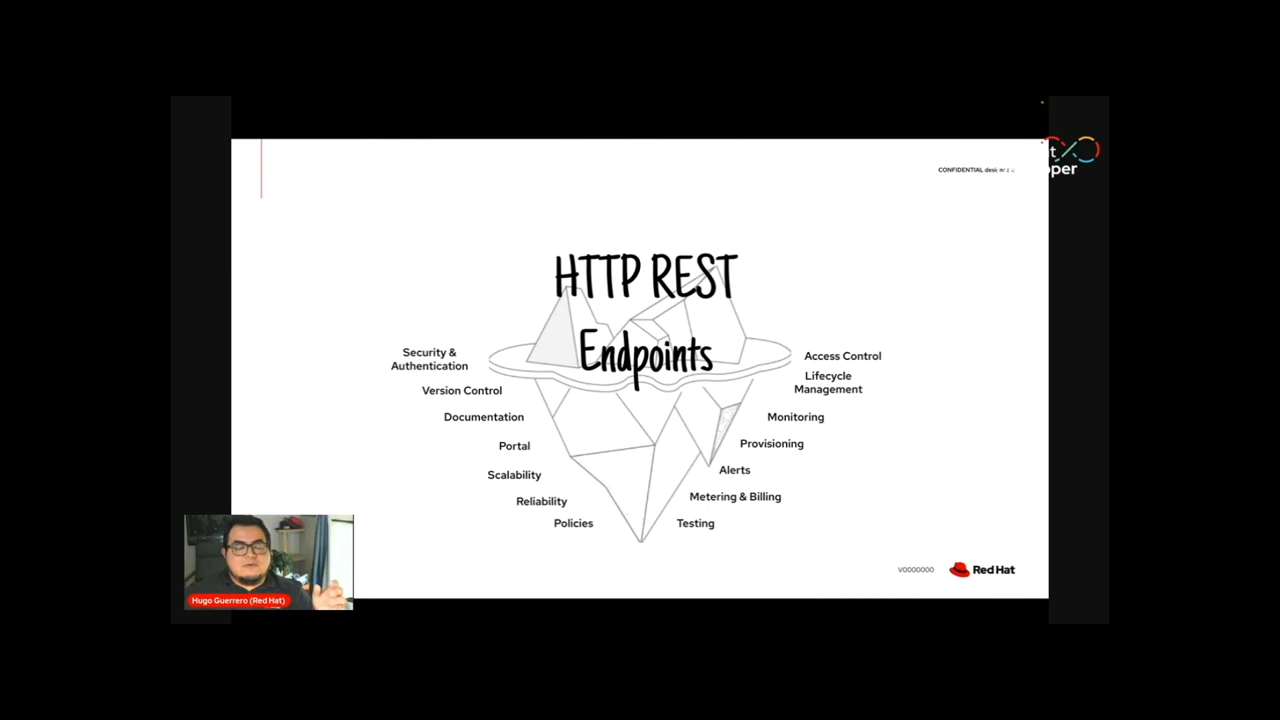 CONFIDENTIAL
HTTP REST
Endpoints
Security &
Authentication
Version Control
Documentation
Portal
Scalability
Reliability
Policies
Access Control
Lifecycle
Management
Monitoring
Provisioning
Alerts
Metering & Billing
Testing
Hugo Guerrero (Red Hat)
V0000000
Red Hat